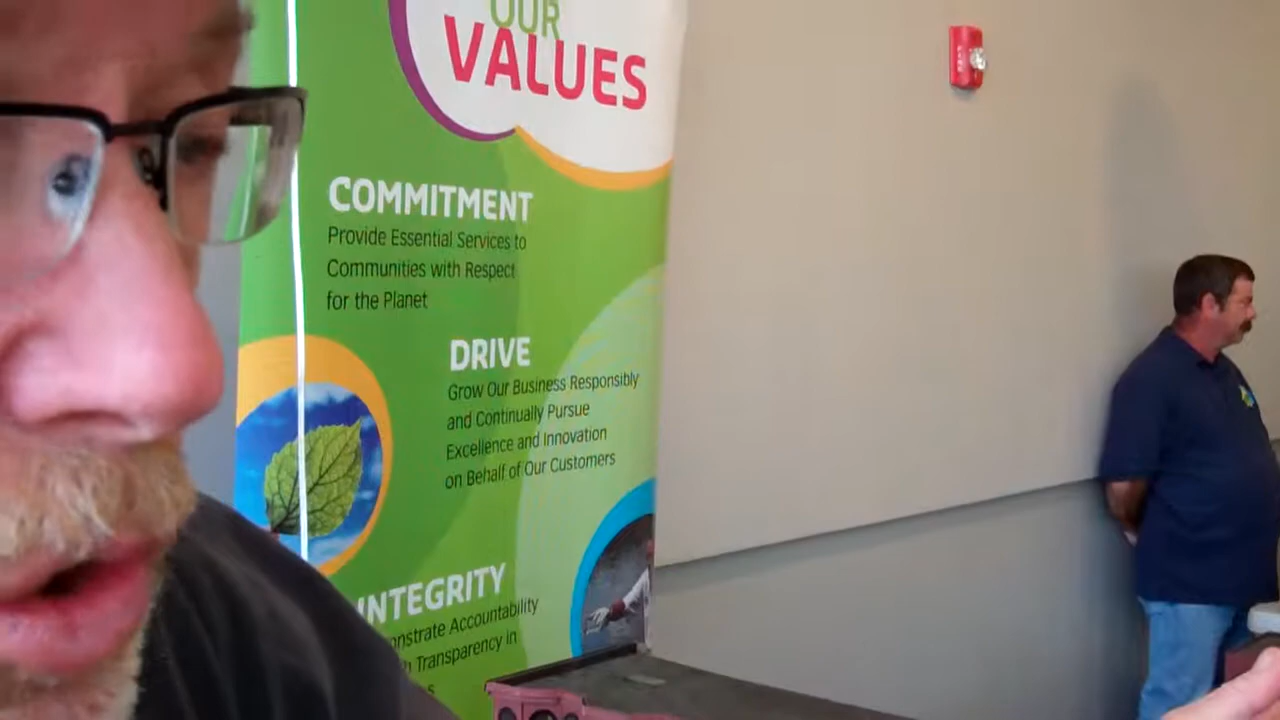 OUR
VALUES
COMMITMENT
Provide Essential Services to
Communities with Respect
for the Planet
DRIVE
Grow Our Business Responsibly
and Continually Pursue
Excellence and Innovation
on Behalf of Our Customers
INTEGRITY
Accountability
Transparency in